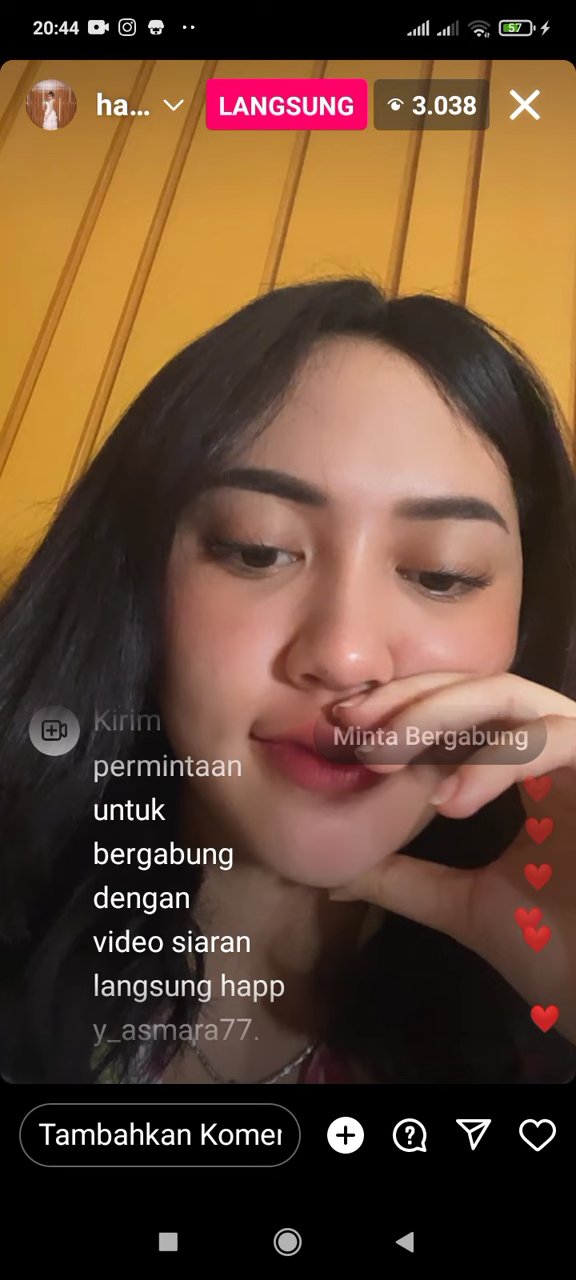 20:44
57
ha...
LANGSUNG
3.038
Kirim
Minta Bergabung
permintaan
untuk
bergabung
dengan
video siaran
langsung happ
y_asmara77.
Tambahkan Komen